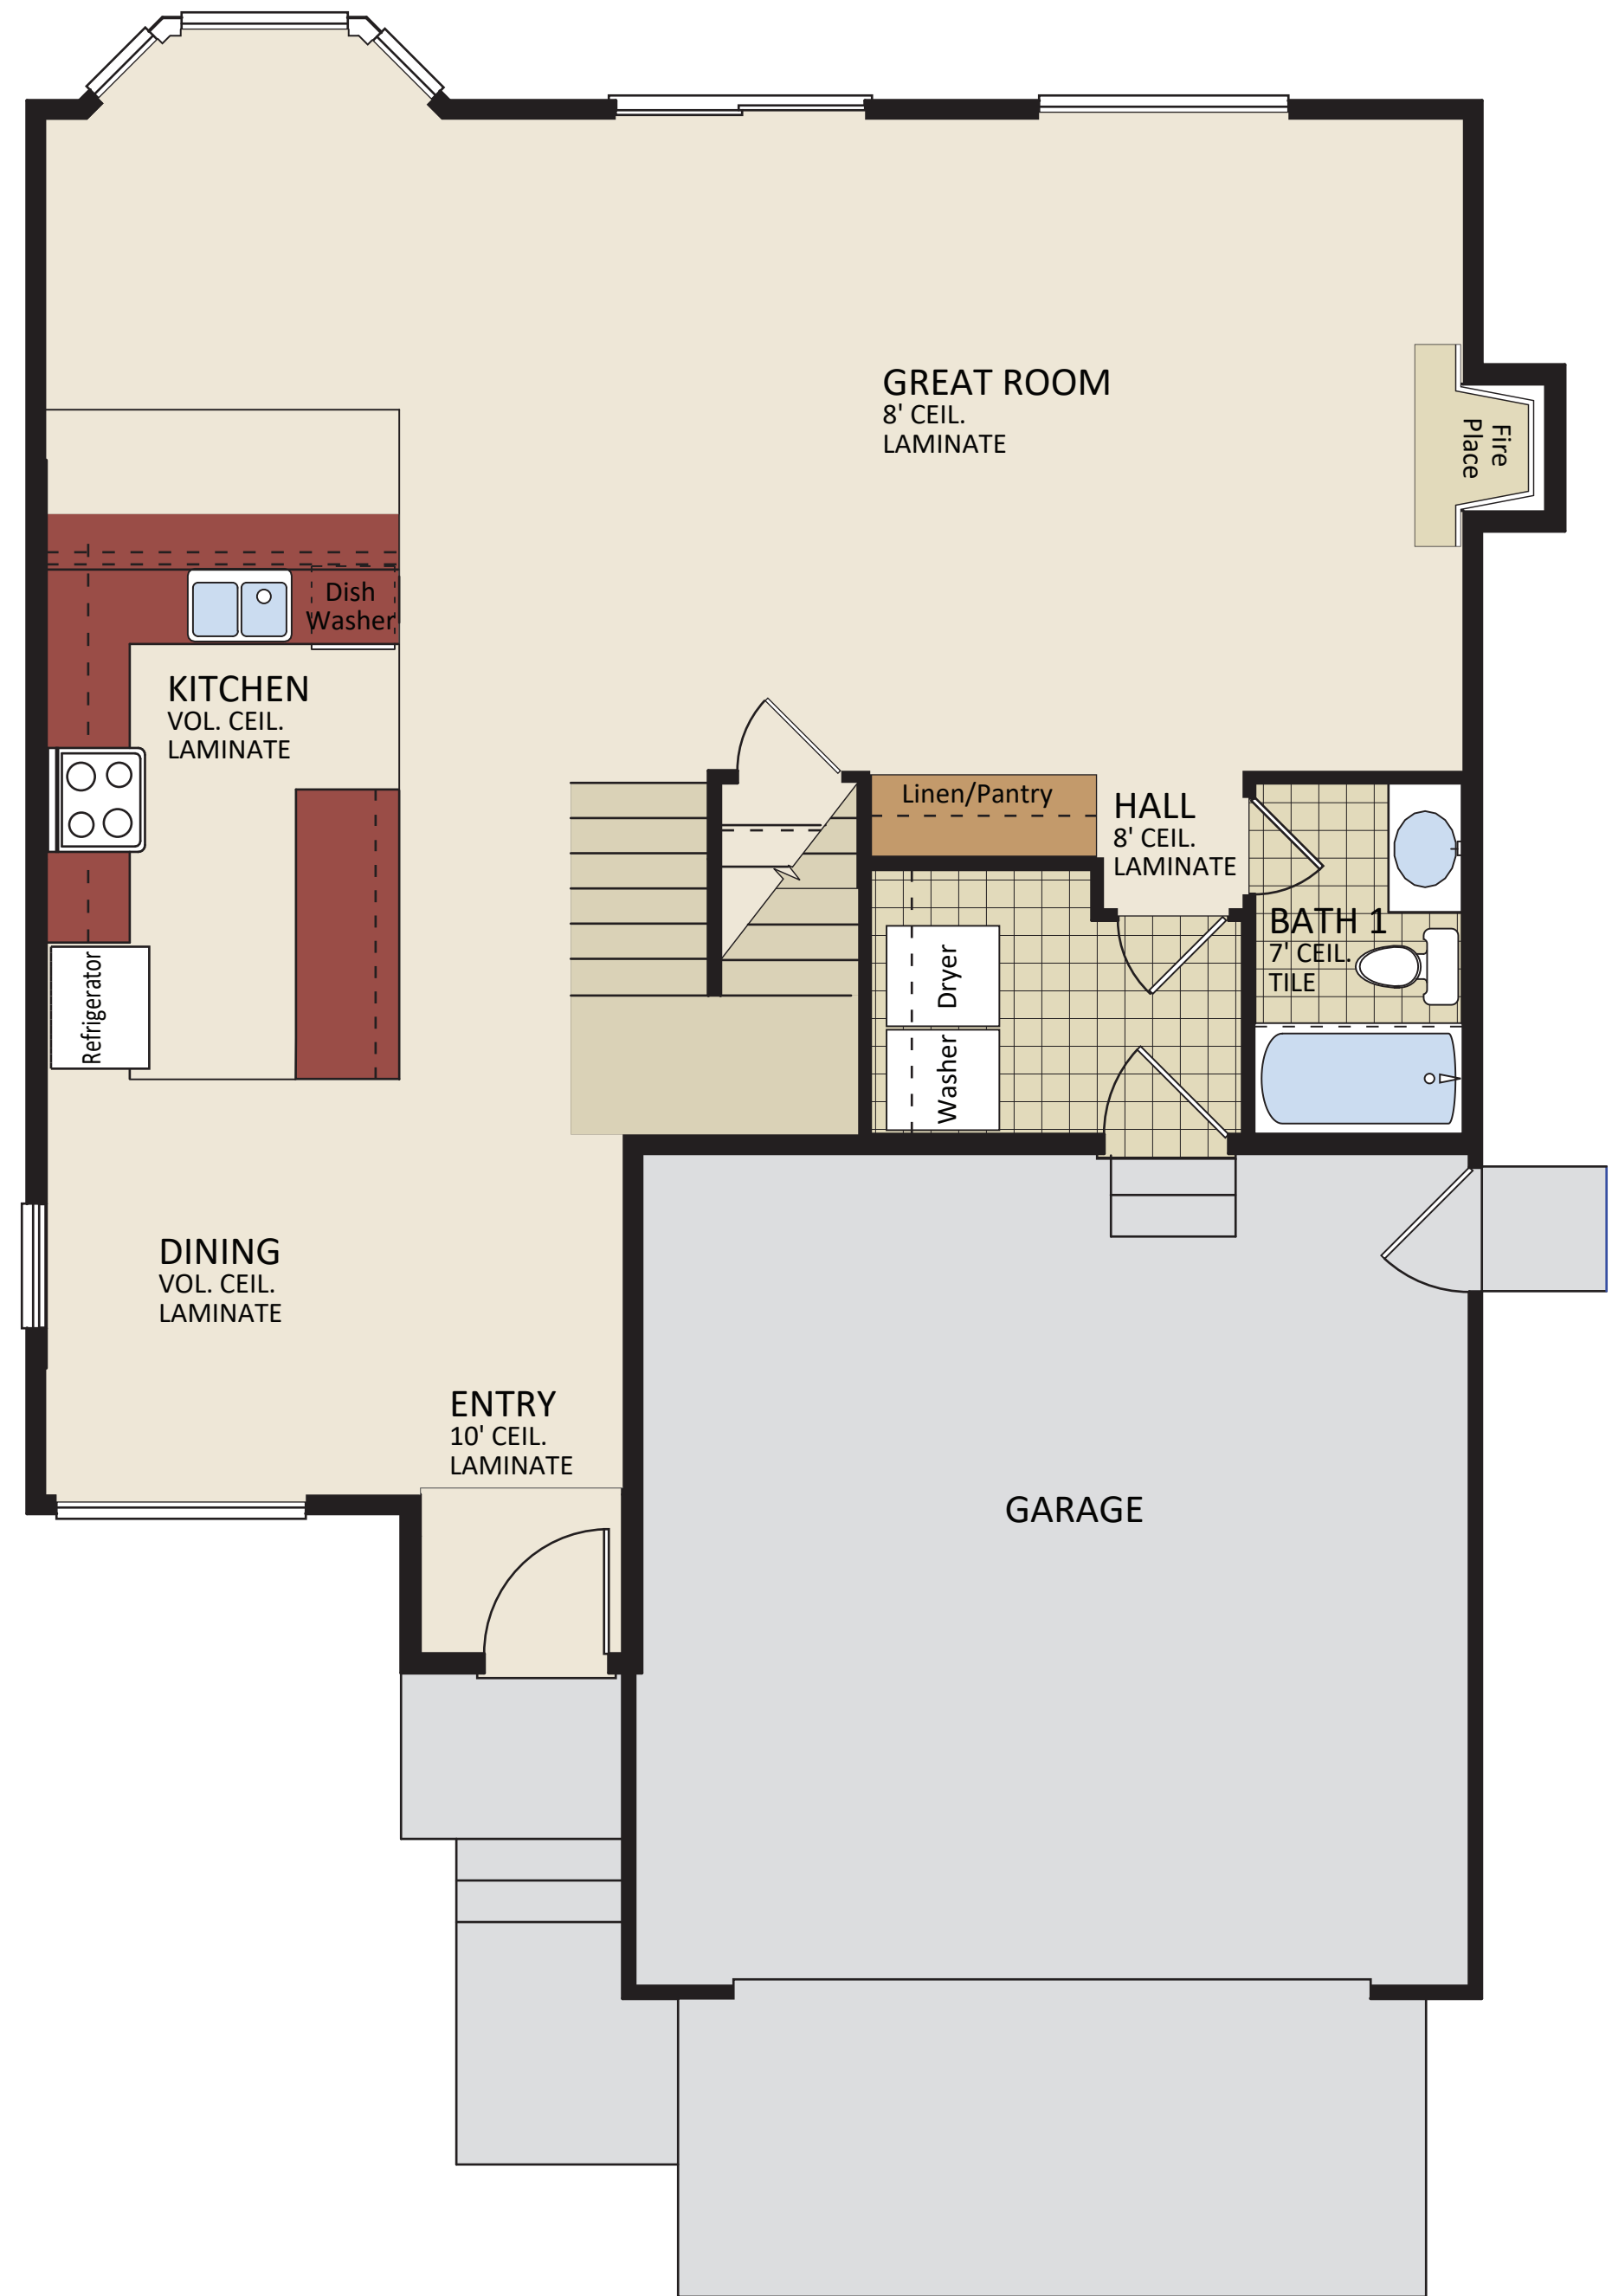 GREAT ROOM
8' CEIL.
LAMINATE
Fire
Place
Dish
Washer
KITCHEN
VOL. CEIL.
LAMINATE
Linen/Pantry
HALL
8' CEIL.
LAMINATE
BATH 1
7' CEIL.
TILE
Dryer
Washer
Refrigerator
DINING
VOL. CEIL.
LAMINATE
ENTRY
10' CEIL.
LAMINATE
GARAGE